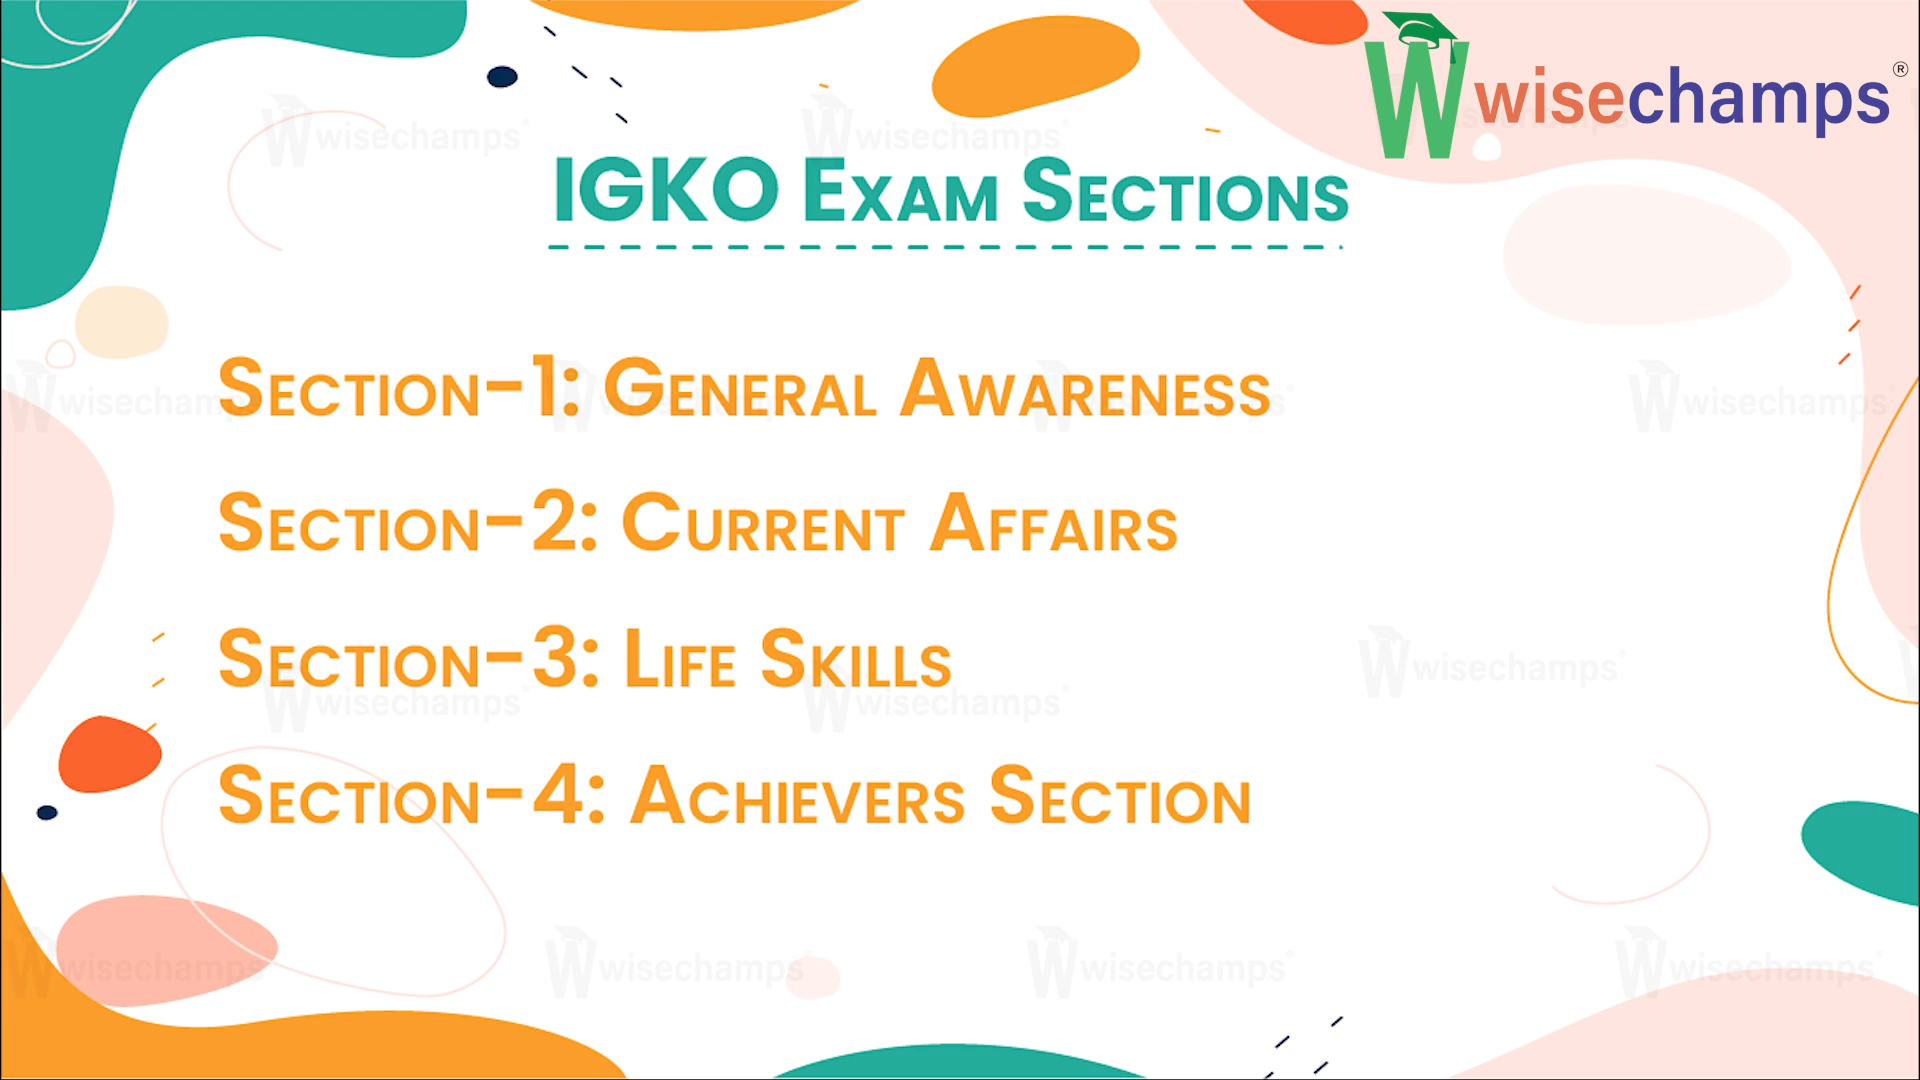 wisechamps®
IGKO Exam Sections
Section-1: General Awareness
Section-2: Current Affairs
Section-3: Life Skills
Section-4: Achievers Section